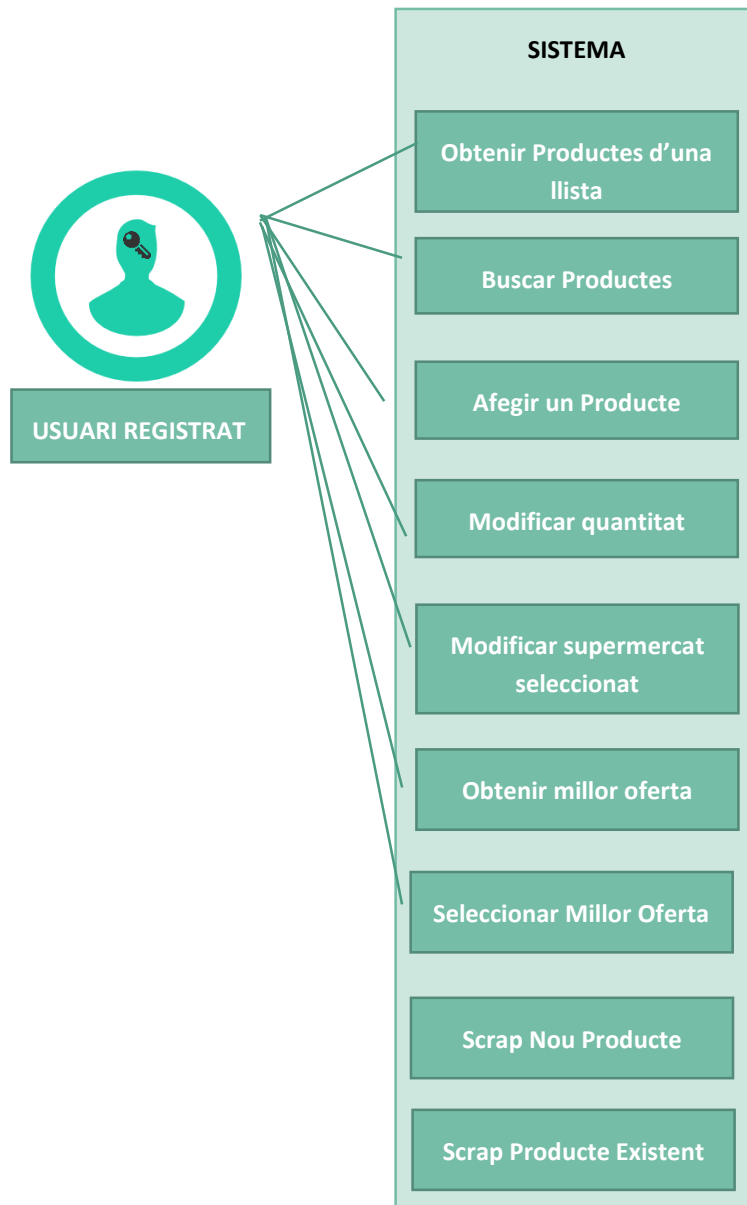 SISTEMA
Obtenir Productes d’una
llista
Buscar Productes
Afegir un Producte
USUARI REGISTRAT
Modificar quantitat
Modificar supermercat
seleccionat
Obtenir millor oferta
Seleccionar Millor Oferta
Scrap Nou Producte
Scrap Producte Existent